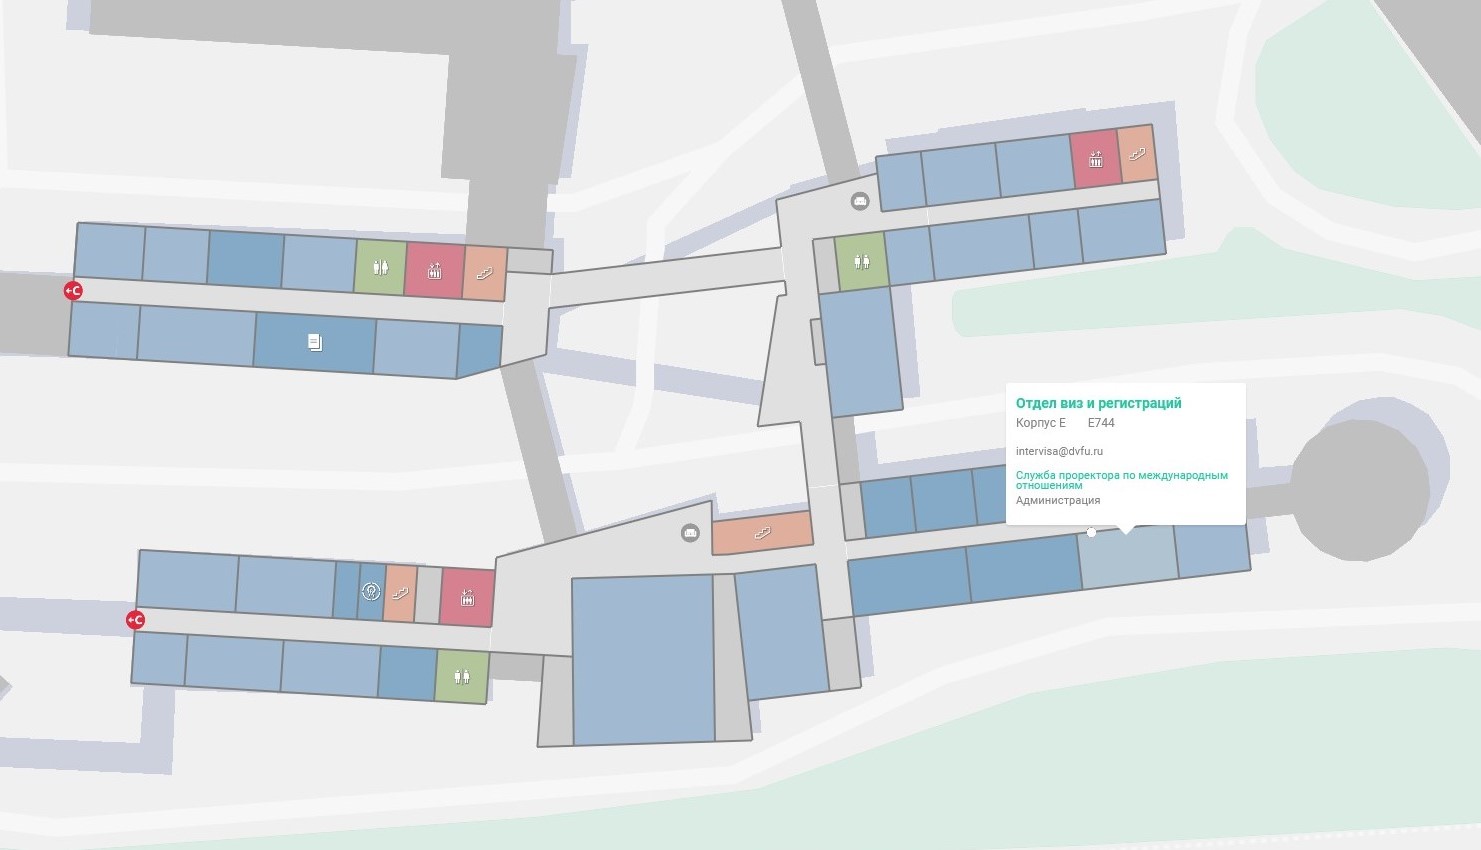 Отдел виз и регистраций
Корпус E E744
intervisa@dvfu.ru
Служба проректора по международным
отношениям
Администрация
C
C